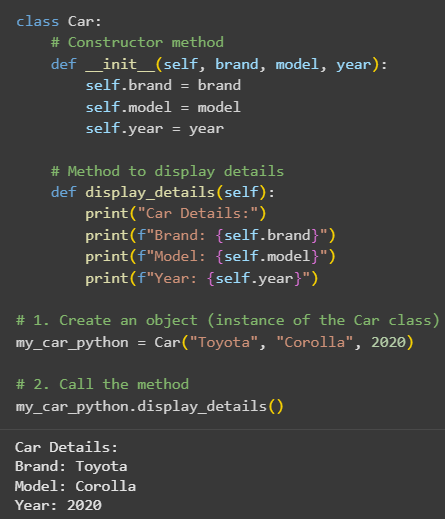 class Car:
    # Constructor method
    def __init__(self, brand, model, year):
        self.brand = brand
        self.model = model
        self.year = year

    # Method to display details
    def display_details(self):
        print("Car Details:")
        print(f"Brand: {self.brand}")
        print(f"Model: {self.model}")
        print(f"Year: {self.year}")

# 1. Create an object (instance of the Car class)
my_car_python = Car("Toyota", "Corolla", 2020)

# 2. Call the method
my_car_python.display_details()

Car Details:
Brand: Toyota
Model: Corolla
Year: 2020